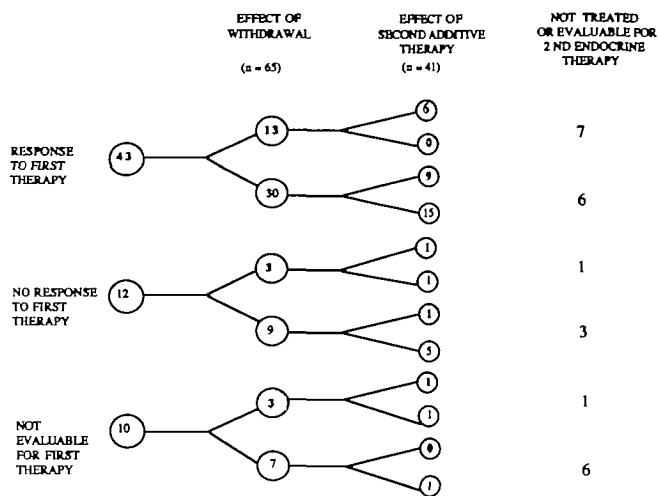 EFFECT OF
WITHDRAWAL
(n = 65)
EFFECT OF
SECOND ADDITIVE
THERAPY
(n = 41)
NOT TREATED
OR EVALUABLE FOR
2 ND ENDOCRINE
THERAPY
RESPONSE
TO FIRST
THERAPY
43
13
6
0
7
30
9
15
6
NO RESPONSE
TO FIRST
THERAPY
12
3
1
1
1
9
1
5
3
NOT
EVALUABLE
FOR FIRST
THERAPY
10
3
1
1
1
7
0
1
6